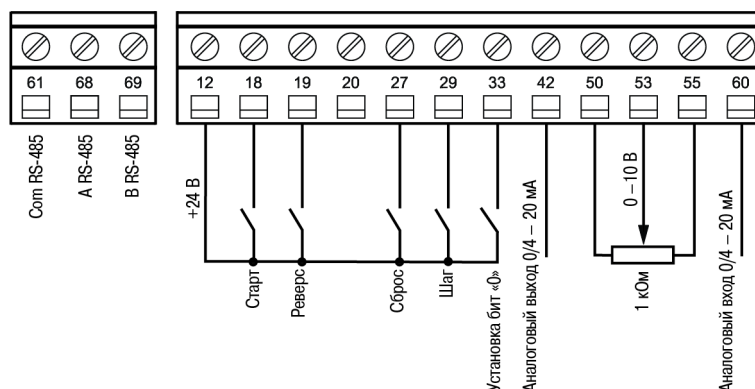 61 68 69 12 18 19 20 27 29 33 42 50 53 55 60
Com RS-485
A RS-485
B RS-485
+24 В
Старт
Реверс
Сброс
Шаг
Установка бит «0»
Аналоговый выход 0/4 – 20 мА
0 –10 В
1 кОм
Аналоговый вход 0/4 – 20 мА